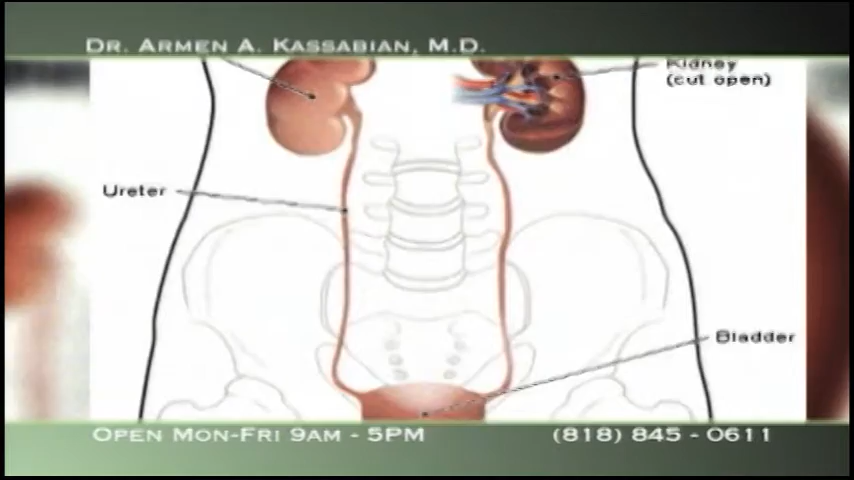 DR. ARMEN A. KASSABIAN, M.D.
Kidney
(cut open)
Ureter
Bladder
OPEN MON-FRI 9AM - 5PM
(818) 845 - 0611